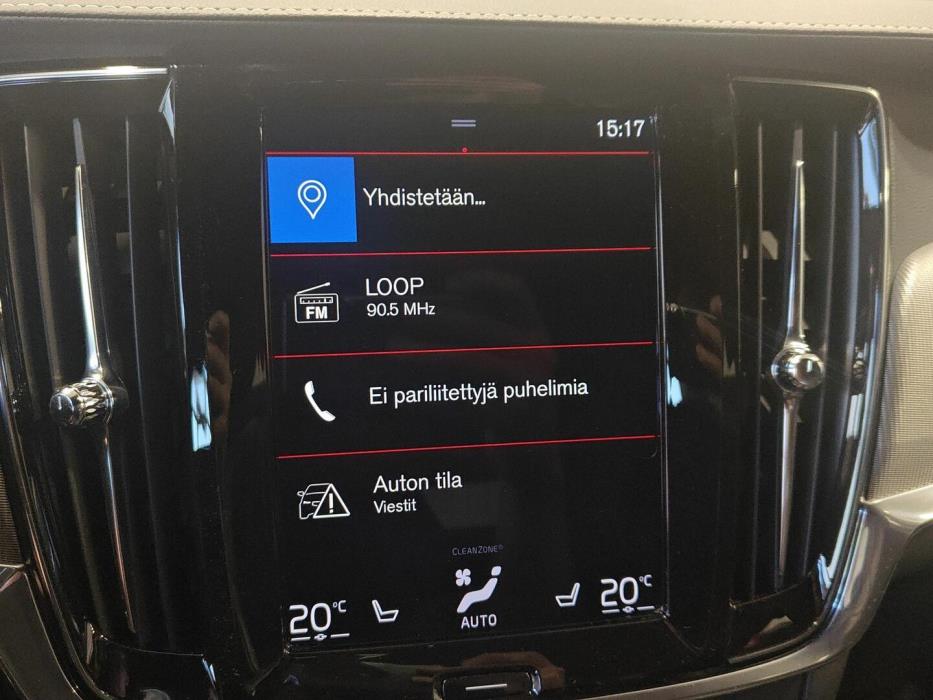 15:17
Yhdistetään...
LOOP
FM
90.5 MHz
Ei pariliitettyjä puhelimia
Auton tila
Viestit
CLEANZONE®
20°C
AUTO
20°C